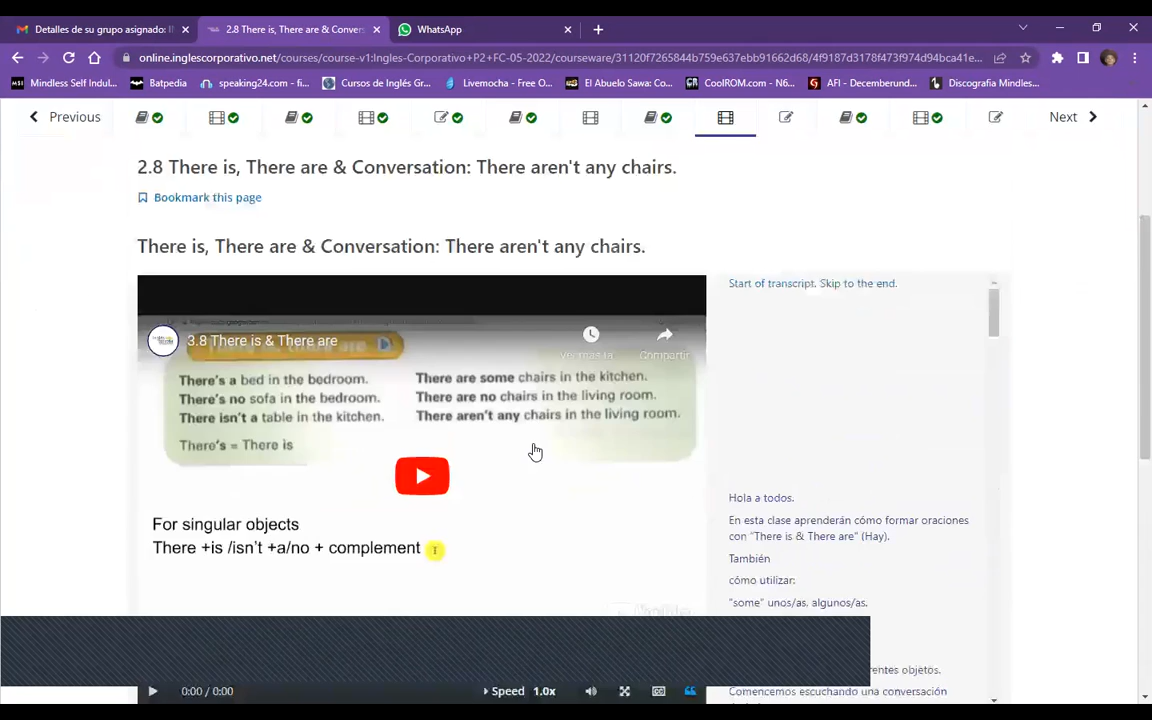 Detalles de su grupo asignado: II
2.8 There is, There are & Convers
WhatsApp
online.inglescorporativo.net/courses/course-v1:Ingles-Corporativo+P2+FC-05-2022/courseware/31120f7265844b759e637ebb91662d68/4f9187d3178f473f974d94bca41e...
Mindless Self Indul...
Batpedia
speaking24.com - fi...
Cursos de Inglés Gr...
Livemocha - Free O...
El Abuelo Sawa: Co...
CoolROM.com - N6...
AFI - Decemberund...
Discografia Mindles...
Previous
Next
2.8 There is, There are & Conversation: There aren't any chairs.
Bookmark this page
There is, There are & Conversation: There aren't any chairs.
3.8 There is & There are
Ver más ta
Compartir
There's a bed in the bedroom.
There's no sofa in the bedroom.
There isn't a table in the kitchen.
There's = There is
There are some chairs in the kitchen.
There are no chairs in the living room.
There aren't any chairs in the living room.
For singular objects
There +is /isn't +a/no + complement
Start of transcript. Skip to the end.
Hola a todos.
En esta clase aprenderán cómo formar oraciones
con "There is & There are" (Hay).
También
cómo utilizar:
"some" unos/as, algunos/as.
rentes objetos.
Comencemos escuchando una conversación
0:00 / 0:00
Speed 1.0x